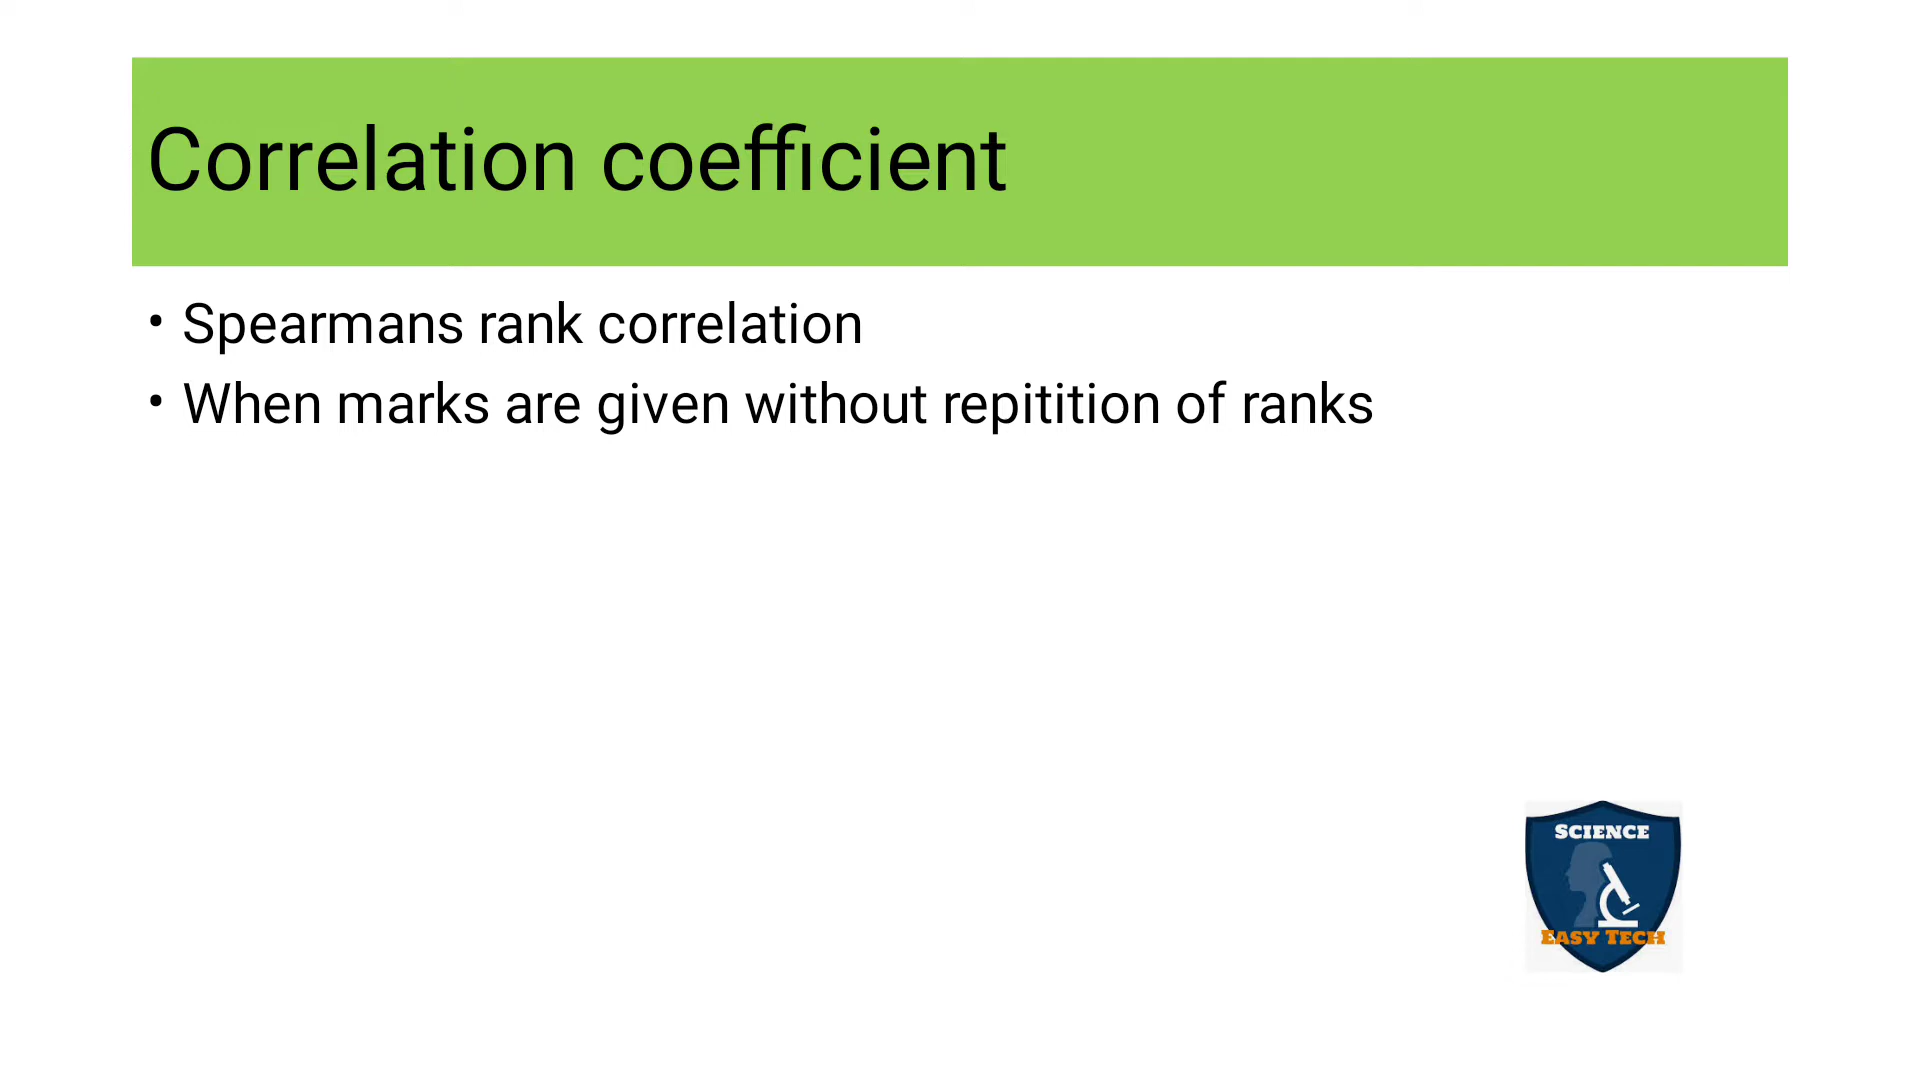 Correlation coefficient
• Spearmans rank correlation
• When marks are given without repitition of ranks
SCIENCE
EASY TECH